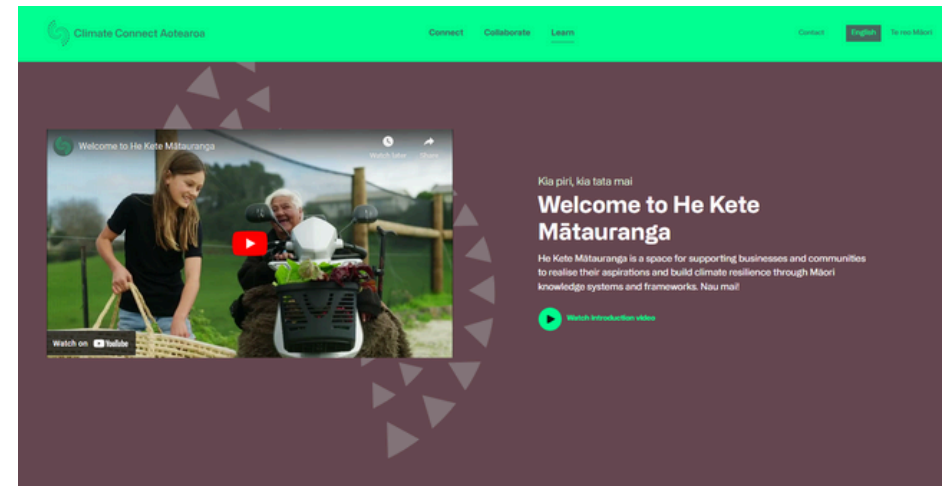 Climate Connect Aotearoa
Connect Collaborate Learn
Contact English Te reo Māori
Welcome to He Kete Mātauranga
Watch later Share
Watch on YouTube
Kia piri, kia tata mai
Welcome to He Kete
Mātauranga
He Kete Mātauranga is a space for supporting businesses and communities
to realise their aspirations and build climate resilience through Māori
knowledge systems and frameworks. Nau mai!
Watch introduction video